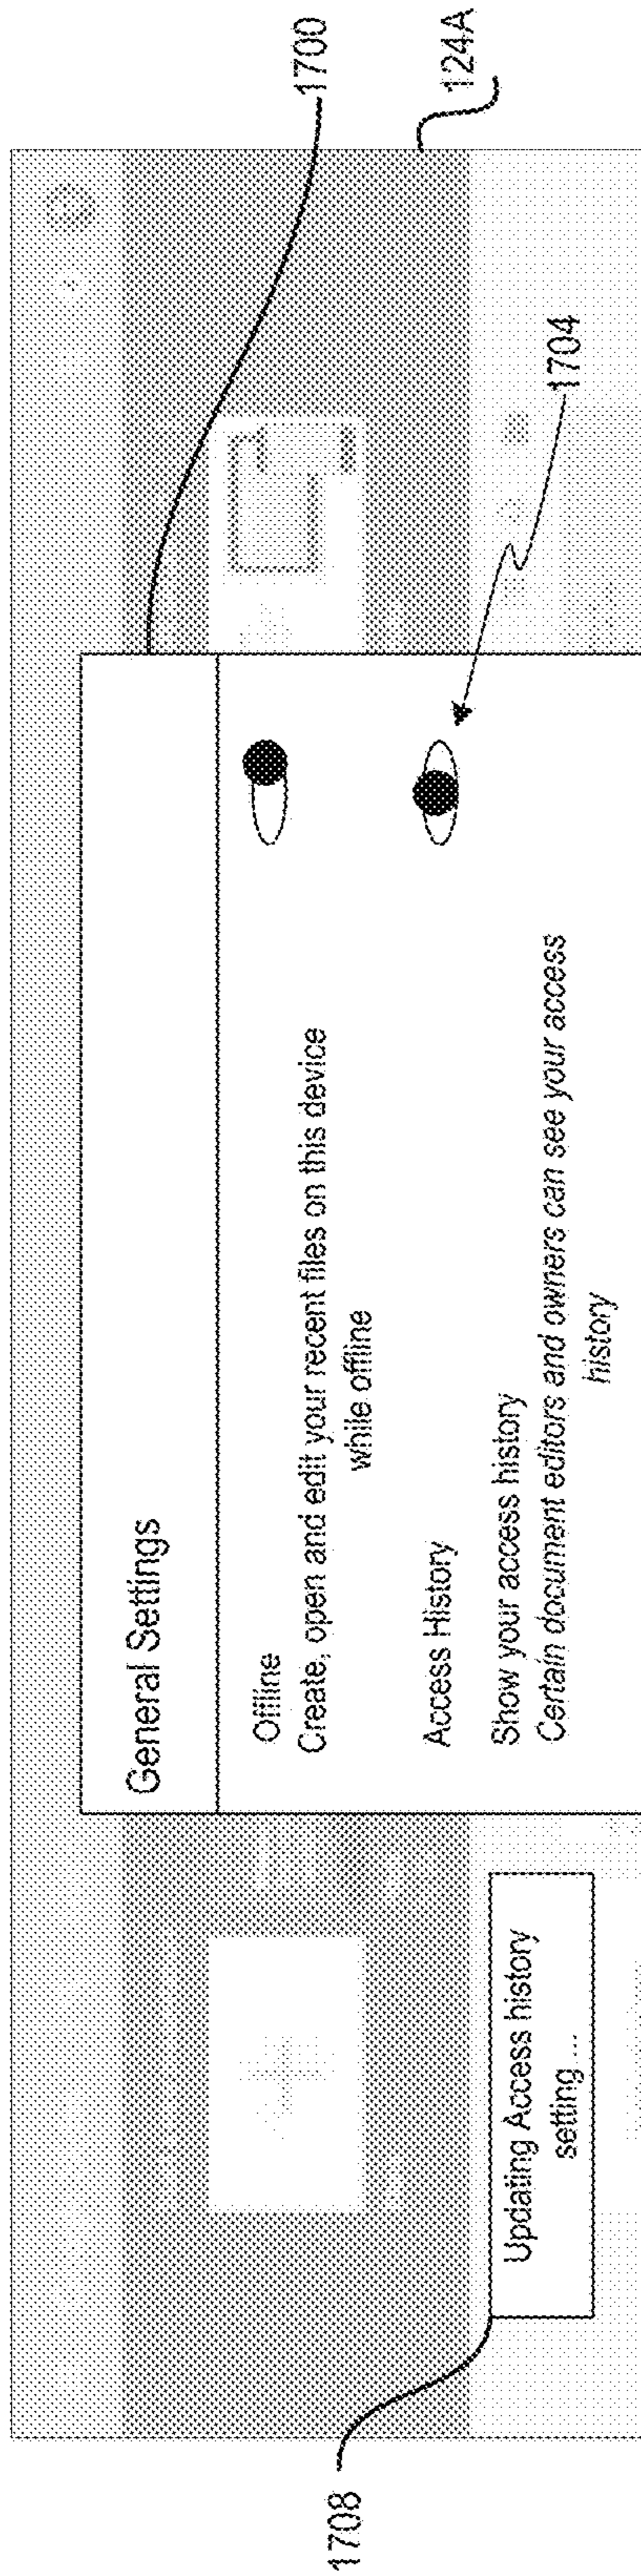 1700
124A
General Settings
Offline
Create, open and edit your recent files on this device
while offline
Access History
1704
Show your access history
Certain document editors and owners can see your access
history
Updating Access history
setting ...
1708